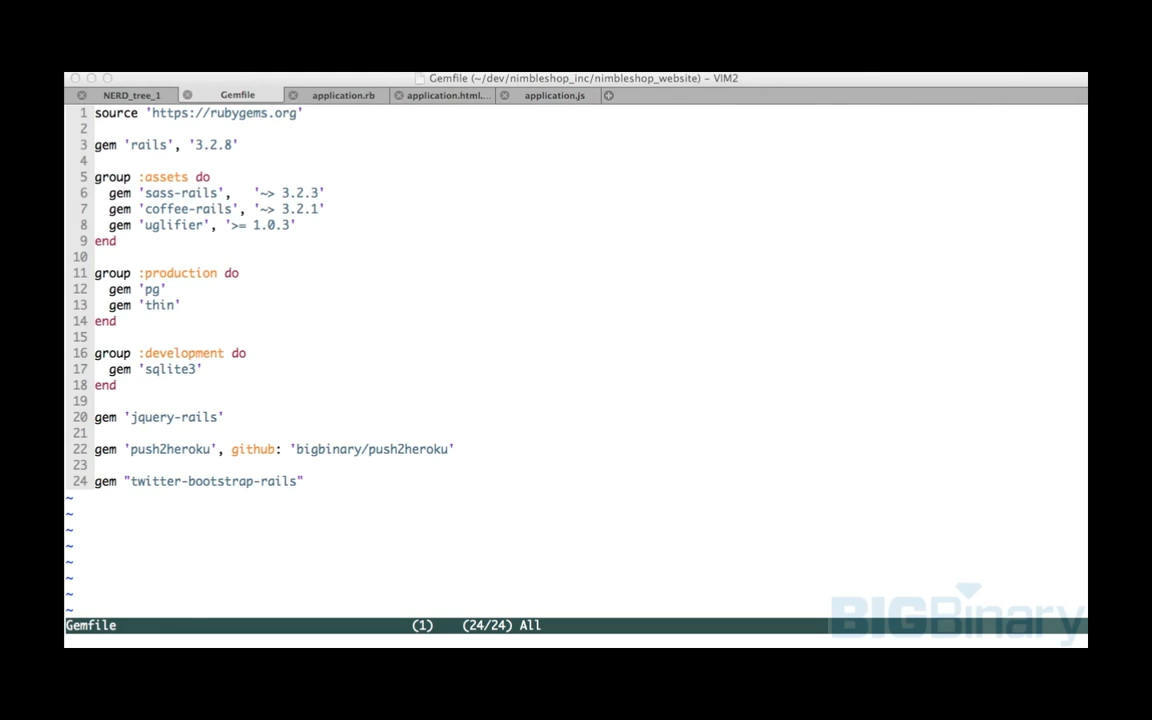 Gemfile (~/dev/nimbleshop_inc/nimbleshop_website) – VIM2
NERD_tree_1 Gemfile application.rb application.html.... application.js
1 source 'https://rubygems.org'
2
3 gem 'rails', '3.2.8'
4
5 group :assets do
6   gem 'sass-rails',   '~> 3.2.3'
7   gem 'coffee-rails', '~> 3.2.1'
8   gem 'uglifier', '>= 1.0.3'
9 end
10
11 group :production do
12   gem 'pg'
13   gem 'thin'
14 end
15
16 group :development do
17   gem 'sqlite3'
18 end
19
20 gem 'jquery-rails'
21
22 gem 'push2heroku', github: 'bigbinary/push2heroku'
23
24 gem "twitter-bootstrap-rails"
~
~
~
~
~
~
~
~
BIGBinary
Gemfile (1) (24/24) All